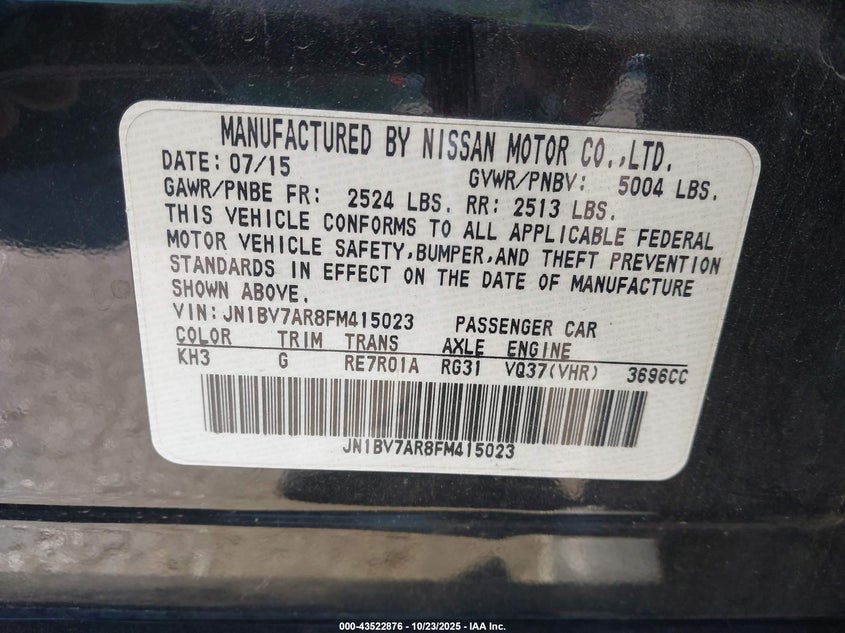 MANUFACTURED BY NISSAN MOTOR CO.,LTD.
DATE: 07/15 GVWR/PNBV: 5004 LBS.
GAWR/PNBE FR: 2524 LBS. RR: 2513 LBS.
THIS VEHICLE CONFORMS TO ALL APPLICABLE FEDERAL
MOTOR VEHICLE SAFETY,BUMPER,AND THEFT PREVENTION
STANDARDS IN EFFECT ON THE DATE OF MANUFACTURE
SHOWN ABOVE.
VIN: JN1BV7AR8FM415023 PASSENGER CAR
COLOR TRIM TRANS AXLE ENGINE
KH3 G RE7R01A RG31 VQ37(VHR) 3696CC
JN1BV7AR8FM415023
000-43522876 - 10/23/2025 - IAA Inc.